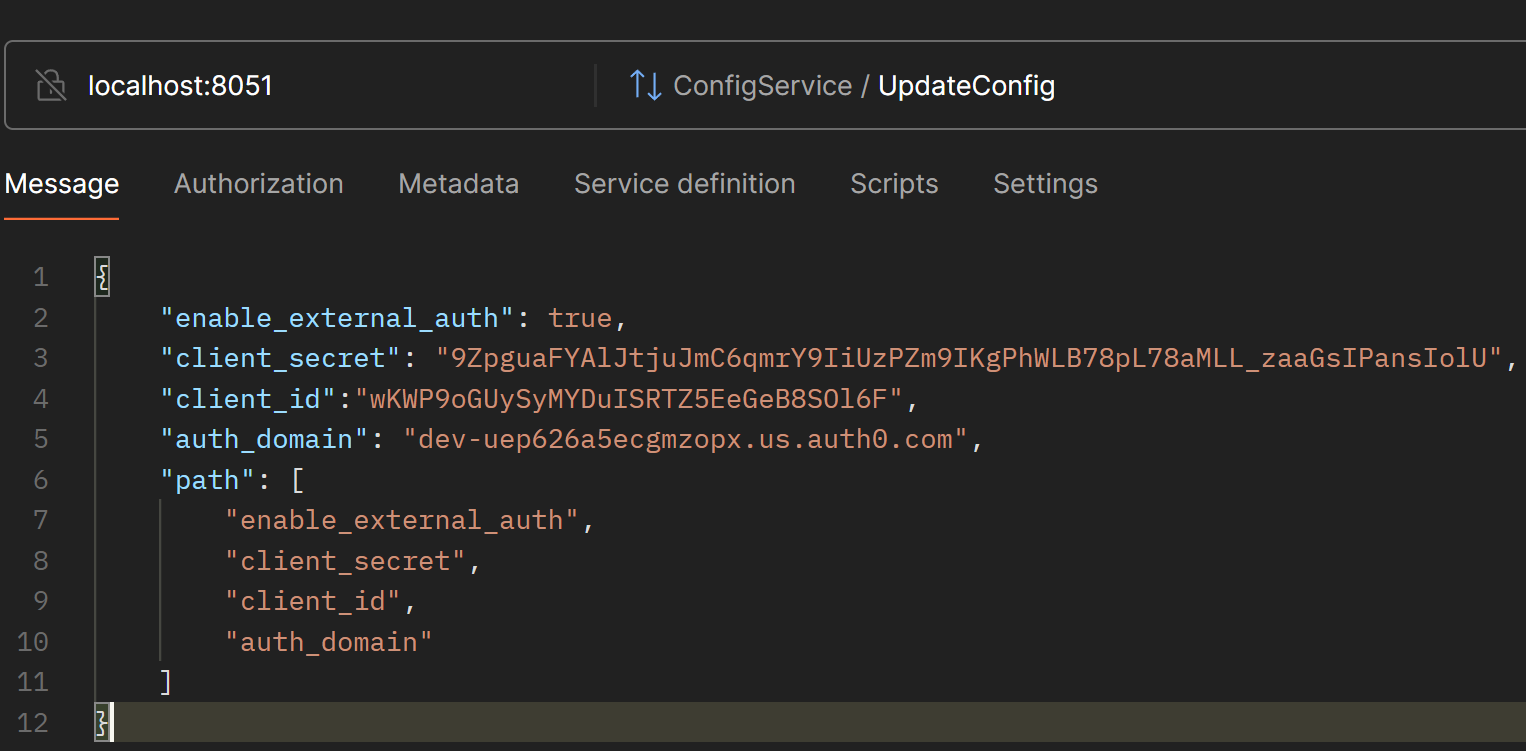 localhost:8051 ConfigService / UpdateConfig
Message Authorization Metadata Service definition Scripts Settings
1 {
2 "enable_external_auth": true,
3 "client_secret": "9ZpguaFYAlJtjuJmC6qmrY9IiUzPZm9IKgPhWLB78pL78aMLL_zaaGsIPansIolU",
4 "client_id":"wKWP9oGUySyMYDuISRTZ5EeGeB8SOl6F",
5 "auth_domain": "dev-uep626a5ecgmzopx.us.auth0.com",
6 "path": [
7 "enable_external_auth",
8 "client_secret",
9 "client_id",
10 "auth_domain"
11 ]
12 }